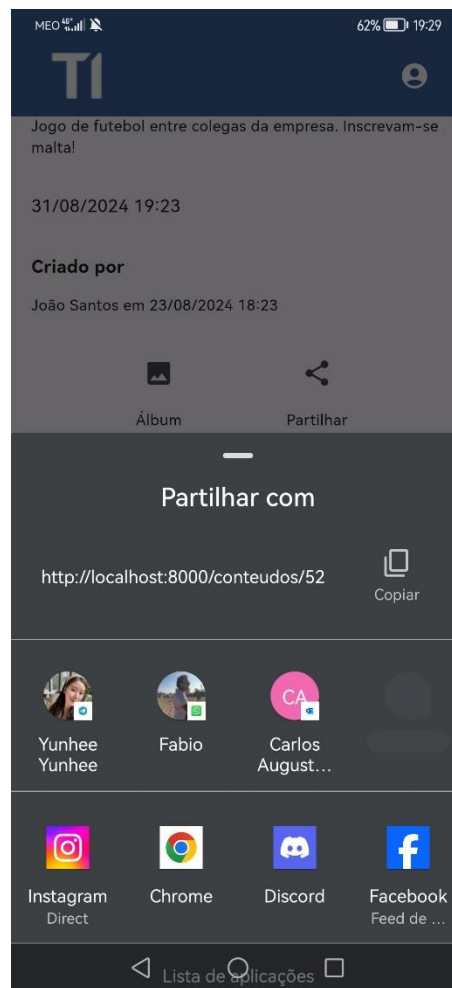 MEO 4G+ 62% 19:29
TI
Jogo de futebol entre colegas da empresa. Inscrevam-se
malta!
31/08/2024 19:23
Criado por
João Santos em 23/08/2024 18:23
Álbum Partilhar
Partilhar com
http://localhost:8000/conteudos/52
Copiar
CA
Yunhee Fabio Carlos
Yunhee August...
Instagram Chrome Discord Facebook
Direct Feed de ...
Lista de aplicações